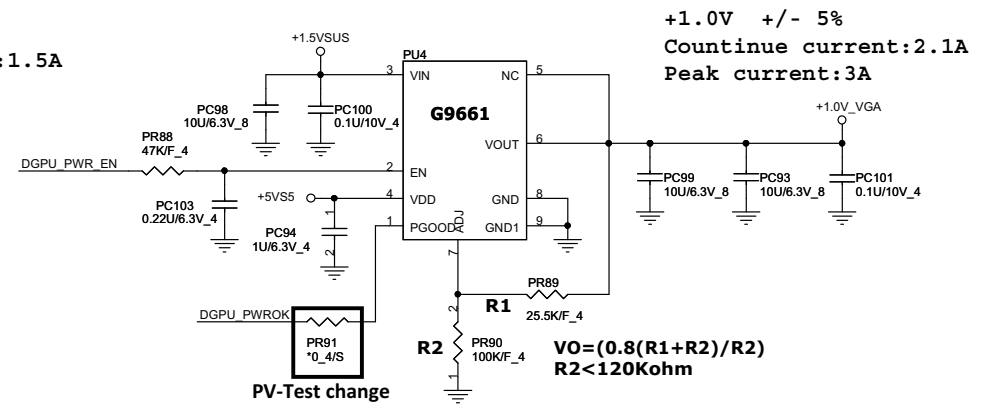 :1.5A
+1.0V +/- 5%
Countinue current:2.1A
Peak current:3A
+1.5VSUS
+1.0V_VGA
PU4
3
VIN
NC
5
G9661
PC98
10U/6.3V_8
PC100
0.1U/10V_4
PR88
47K/F_4
VOUT
6
DGPU_PWR_EN
2
EN
PC99
10U/6.3V_8
PC93
10U/6.3V_8
PC101
0.1U/10V_4
+5VS5
4
VDD
GND
8
PC103
0.22U/6.3V_4
1
PC94
1U/6.3V_4
2
1
PGOOD
ADJ
GND1
9
7
PR89
R1
25.5K/F_4
DGPU_PWROK
2
PR91
*0_4/S
R2
PR90
100K/F_4
1
VO=(0.8(R1+R2)/R2)
R2<120Kohm
PV-Test change